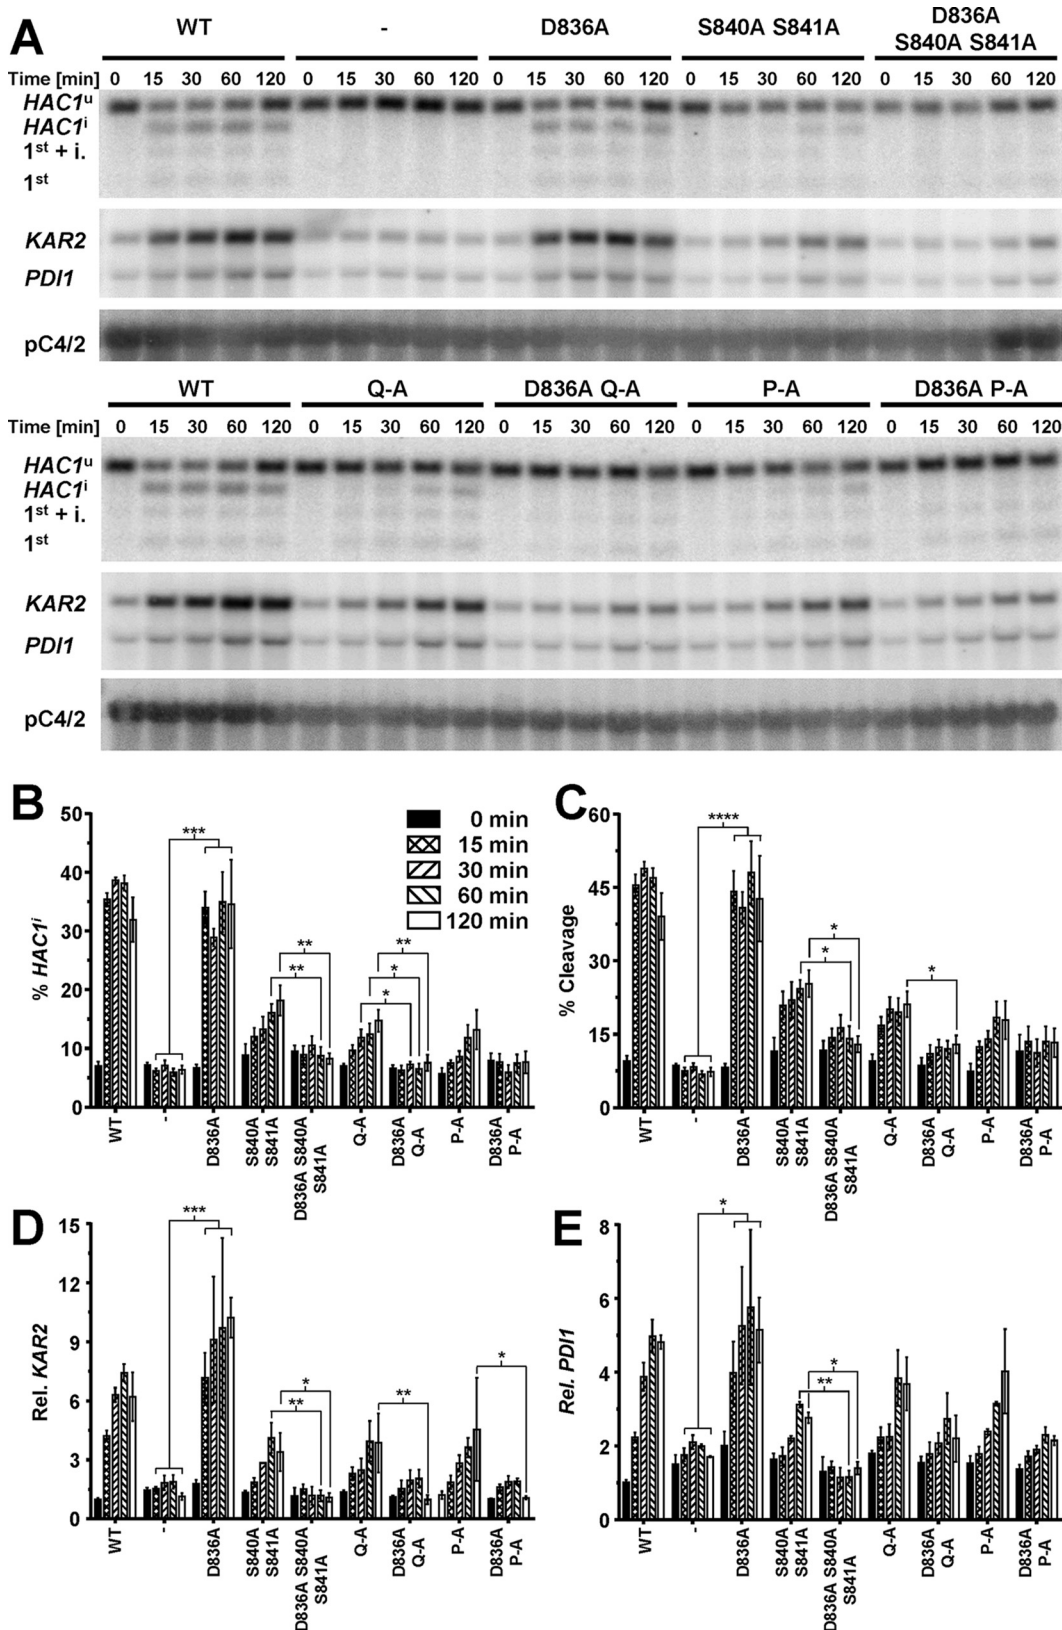 A
WT - D836A S840A S841A D836A S840A S841A
Time [min] 0 15 30 60 120 0 15 30 60 120 0 15 30 60 120 0 15 30 60 120 0 15 30 60 120
HAC1ᵘ
HAC1ⁱ
1ˢᵗ + i.
1ˢᵗ
KAR2
PDI1
pC4/2
WT Q-A D836A Q-A P-A D836A P-A
Time [min] 0 15 30 60 120 0 15 30 60 120 0 15 30 60 120 0 15 30 60 120 0 15 30 60 120
HAC1ᵘ
HAC1ⁱ
1ˢᵗ + i.
1ˢᵗ
KAR2
PDI1
pC4/2
B
% HAC1ⁱ
50
40
30
20
10
0
***
**
**
**
*
*
0 min
15 min
30 min
60 min
120 min
WT
-
D836A
S840A
S841A
D836A S840A
S841A
Q-A
D836A
Q-A
P-A
D836A
P-A
C
% Cleavage
60
45
30
15
0
****
*
*
*
WT
-
D836A
S840A
S841A
D836A S840A
S841A
Q-A
D836A
Q-A
P-A
D836A
P-A
D
Rel. KAR2
15
12
9
6
3
0
***
*
**
**
*
WT
-
D836A
S840A
S841A
D836A S840A
S841A
Q-A
D836A
Q-A
P-A
D836A
P-A
E
Rel. PDI1
8
6
4
2
0
*
*
**
WT
-
D836A
S840A
S841A
D836A S840A
S841A
Q-A
D836A
Q-A
P-A
D836A
P-A